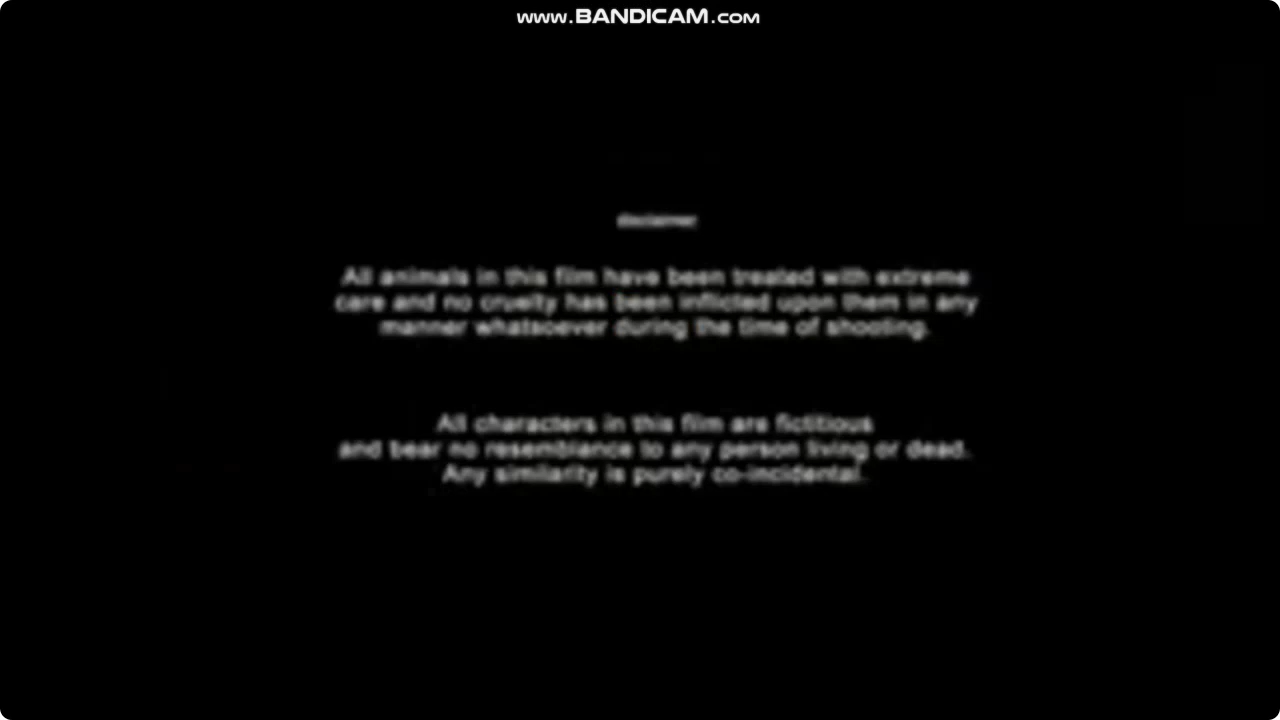 www.BANDICAM.COM
disclaimer
All animals in this film have been treated with extreme
care and no cruelty has been inflicted upon them in any
manner whatsoever during the time of shooting.
All characters in this film are fictitious
and bear no resemblance to any person living or dead.
Any similarity is purely co-incidental.